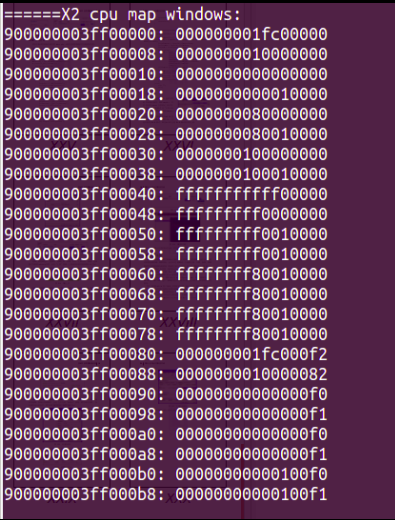 ======X2 cpu map windows:
900000003ff00000: 000000001fc00000
900000003ff00008: 0000000010000000
900000003ff00010: 0000000000000000
900000003ff00018: 0000000000010000
900000003ff00020: 0000000080000000
900000003ff00028: 0000000080010000
900000003ff00030: 0000000100000000
900000003ff00038: 0000000100010000
900000003ff00040: fffffffffff00000
900000003ff00048: fffffffff0000000
900000003ff00050: fffffffff0010000
900000003ff00058: fffffffff0010000
900000003ff00060: ffffffff80010000
900000003ff00068: ffffffff80010000
900000003ff00070: ffffffff80010000
900000003ff00078: ffffffff80010000
900000003ff00080: 000000001fc000f2
900000003ff00088: 0000000010000082
900000003ff00090: 00000000000000f0
900000003ff00098: 00000000000000f1
900000003ff000a0: 00000000000000f0
900000003ff000a8: 00000000000000f1
900000003ff000b0: 00000000000100f0
900000003ff000b8: 00000000000100f1